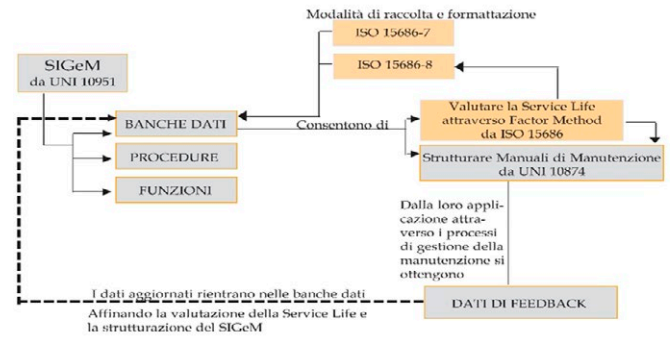 Modalità di raccolta e formattazione
ISO 15686-7
ISO 15686-8
SIGeM
da UNI 10951
BANCHE DATI
PROCEDURE
FUNZIONI
Consentono di
Valutare la Service Life
attraverso Factor Method
da ISO 15686
Strutturare Manuali di Manutenzione
da UNI 10874
Dalla loro appli-
cazione attra-
verso i processi
di gestione della
manutenzione si
ottengono
DATI DI FEEDBACK
I dati aggiornati rientrano nelle banche dati
Affinando la valutazione della Service Life e
la strutturazione del SIGeM